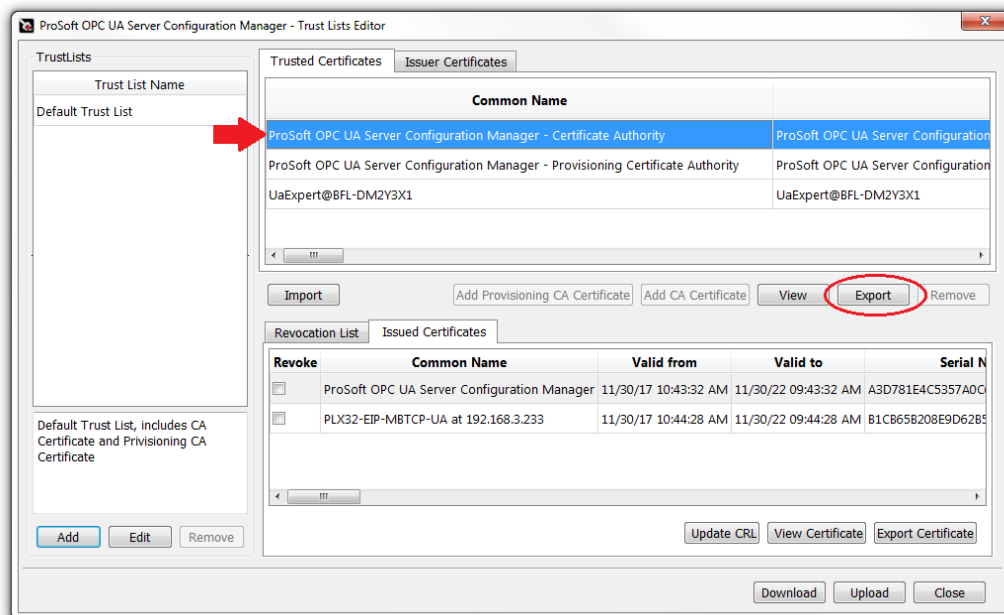 ProSoft OPC UA Server Configuration Manager - Trust Lists Editor
TrustLists
Trust List Name
Default Trust List
Default Trust List, includes CA
Certificate and Privisioning CA
Certificate
Add Edit Remove
Trusted Certificates Issuer Certificates
Common Name
ProSoft OPC UA Server Configuration Manager - Certificate Authority ProSoft OPC UA Server Configuration
ProSoft OPC UA Server Configuration Manager - Provisioning Certificate Authority ProSoft OPC UA Server Configuration
UaExpert@BFL-DM2Y3X1 UaExpert@BFL-DM2Y3X1
Import Add Provisioning CA Certificate Add CA Certificate View Export Remove
Revocation List Issued Certificates
Revoke Common Name Valid from Valid to Serial N
ProSoft OPC UA Server Configuration Manager 11/30/17 10:43:32 AM 11/30/22 09:43:32 AM A3D781E4C5357A0C
PLX32-EIP-MBTCP-UA at 192.168.3.233 11/30/17 10:44:28 AM 11/30/22 09:44:28 AM B1CB65B208E9D62B5
Update CRL View Certificate Export Certificate
Download Upload Close